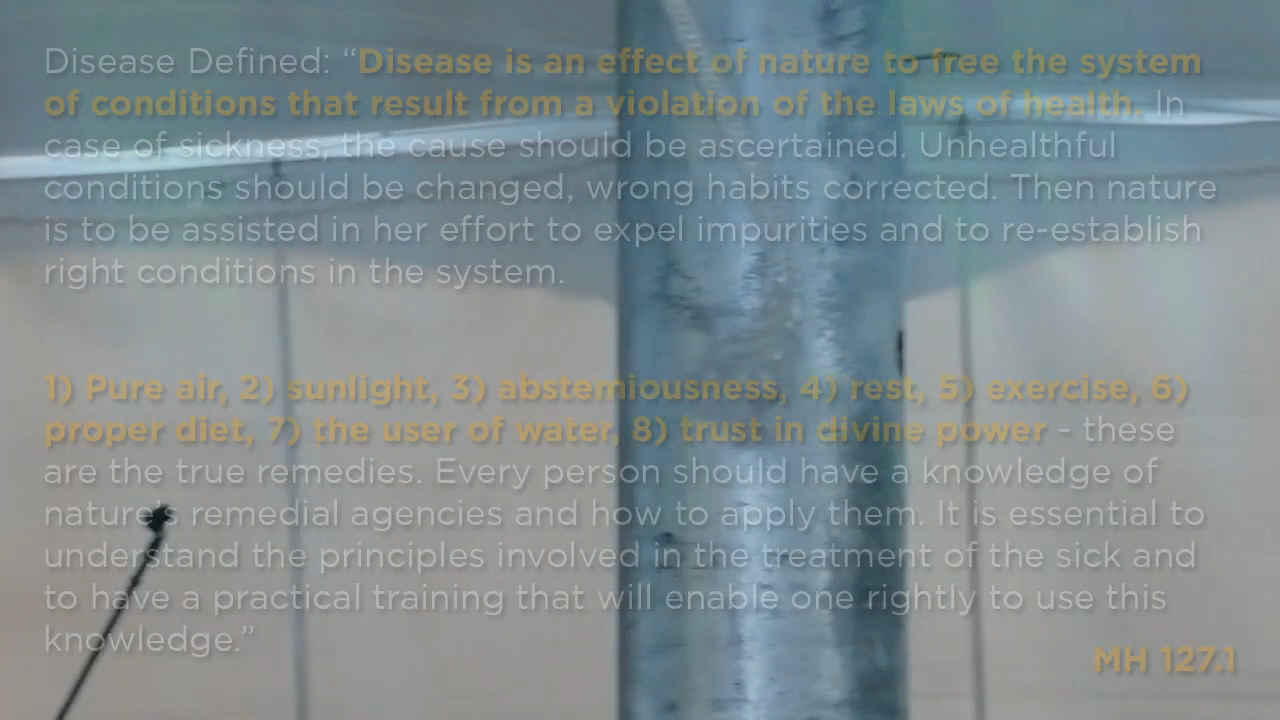 Disease Defined: “Disease is an effect of nature to free the system
of conditions that result from a violation of the laws of health. In
case of sickness, the cause should be ascertained. Unhealthful
conditions should be changed, wrong habits corrected. Then nature
is to be assisted in her effort to expel impurities and to re-establish
right conditions in the system.
1) Pure air, 2) sunlight, 3) abstemiousness, 4) rest, 5) exercise, 6)
proper diet, 7) the user of water, 8) trust in divine power - these
are the true remedies. Every person should have a knowledge of
nature's remedial agencies and how to apply them. It is essential to
understand the principles involved in the treatment of the sick and
to have a practical training that will enable one rightly to use this
knowledge.”
MH 127.1